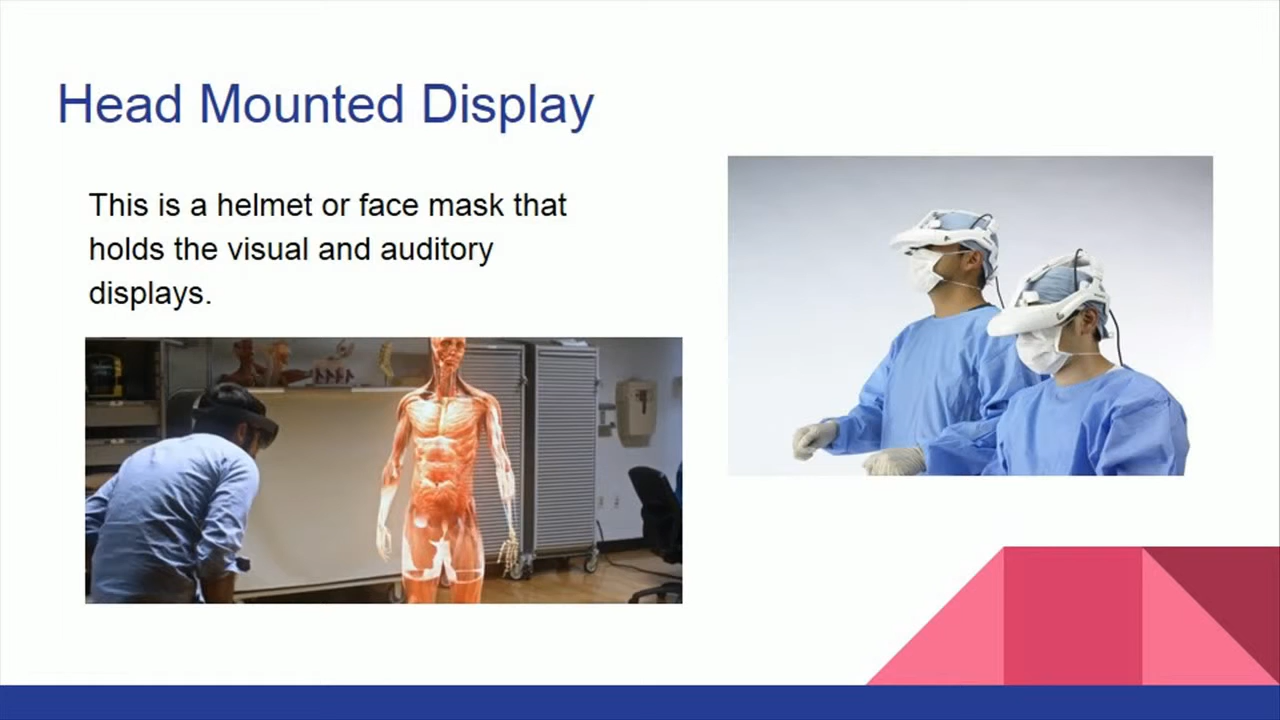 Head Mounted Display
This is a helmet or face mask that
holds the visual and auditory
displays.